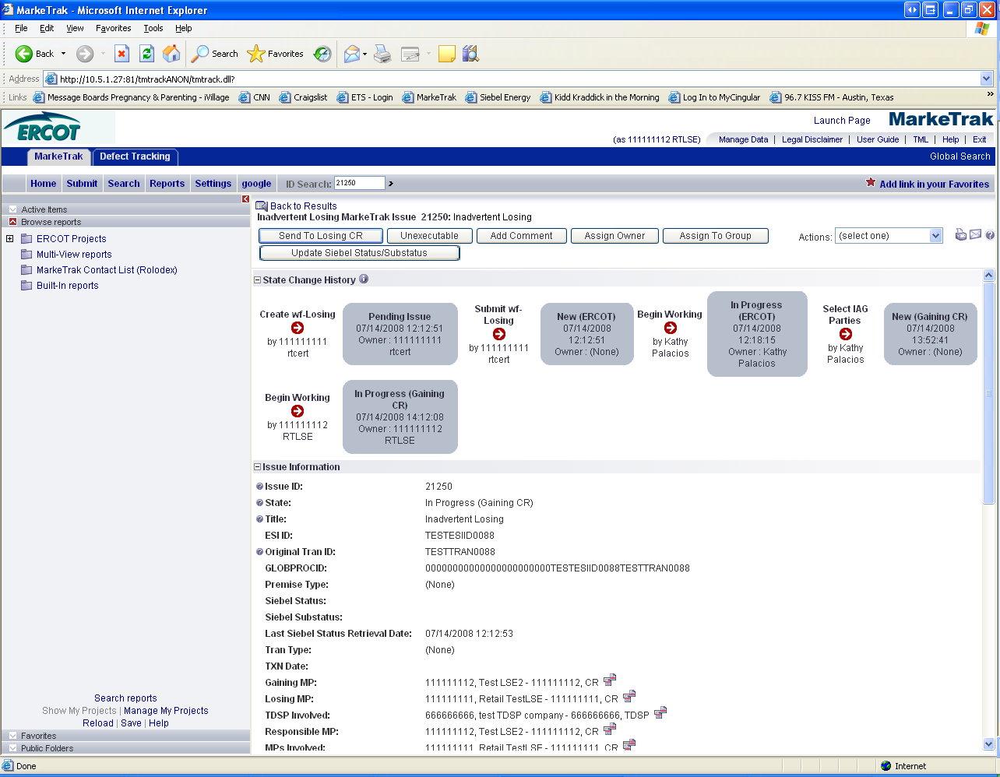 MarkeTrak - Microsoft Internet Explorer
File Edit View Favorites Tools Help
Back Search Favorites
Address http://10.5.1.27:81/tmtrackANON/tmtrack.dll?
Links Message Boards Pregnancy & Parenting - iVillage CNN Craigslist ETS - Login MarkeTrak Siebel Energy Kidd Kraddick in the Morning Log In to MyCingular 96.7 KISS FM - Austin, Texas »
ERCOT
Launch Page MarkeTrak
(as 111111112 RTLSE) Manage Data | Legal Disclaimer | User Guide | TML | Help | Exit
MarkeTrak Defect Tracking Global Search
Home Submit Search Reports Settings google ID Search: 21250 Add link in your Favorites
Active Items
Browse reports
ERCOT Projects
Multi-View reports
MarkeTrak Contact List (Rolodex)
Built-In reports
Search reports
Show My Projects | Manage My Projects
Reload | Save | Help
Favorites
Public Folders
Back to Results
Inadvertent Losing MarkeTrak Issue 21250: Inadvertent Losing
Send To Losing CR Unexecutable Add Comment Assign Owner Assign To Group Actions: (select one)
Update Siebel Status/Substatus
State Change History
Create wf-Losing
by 111111111
rtcert
Pending Issue
07/14/2008 12:12:51
Owner : 111111111
rtcert
Submit wf-
Losing
by 111111111
rtcert
New (ERCOT)
07/14/2008
12:12:51
Owner : (None)
Begin Working
by Kathy
Palacios
In Progress
(ERCOT)
07/14/2008
12:18:15
Owner : Kathy
Palacios
Select IAG
Parties
by Kathy
Palacios
New (Gaining CR)
07/14/2008
13:52:41
Owner : (None)
Begin Working
by 111111112
RTLSE
In Progress (Gaining
CR)
07/14/2008 14:12:08
Owner : 111111112
RTLSE
Issue Information
Issue ID: 21250
State: In Progress (Gaining CR)
Title: Inadvertent Losing
ESI ID: TESTESIID0088
Original Tran ID: TESTTRAN0088
GLOBPROCID: 00000000000000000000000TESTESIID0088TESTTRAN0088
Premise Type: (None)
Siebel Status:
Siebel Substatus:
Last Siebel Status Retrieval Date: 07/14/2008 12:12:53
Tran Type: (None)
TXN Date:
Gaining MP: 111111112, Test LSE2 - 111111112, CR
Losing MP: 111111111, Retail TestLSE - 111111111, CR
TDSP Involved: 666666666, test TDSP company - 666666666, TDSP
Responsible MP: 111111112, Test LSE2 - 111111112, CR
MPs Involved: 111111111, Retail TestLSE - 111111111, CR
Done Internet